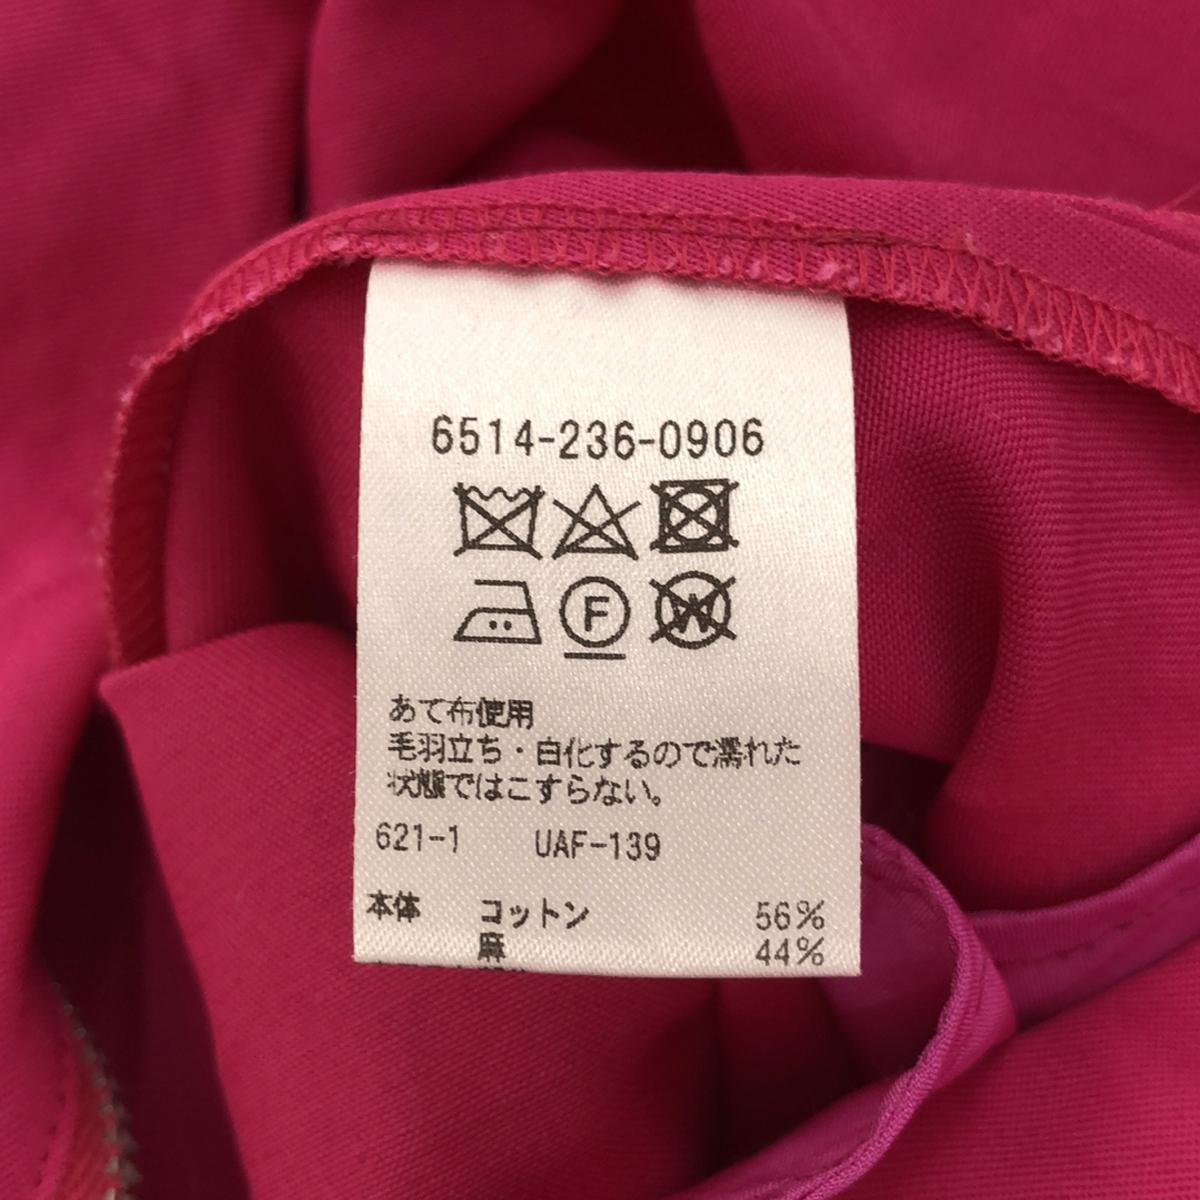 6514-236-0906
F
W
あて布使用
毛羽立ち・白化するので濡れた
状態ではこすらない。
621-1 UAF-139
本体 コットン 56%
麻 44%